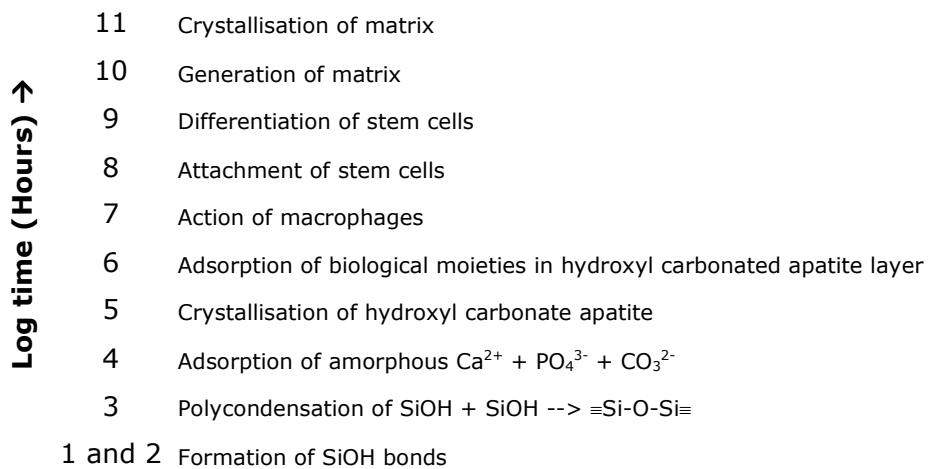 11 Crystallisation of matrix
10 Generation of matrix
9 Differentiation of stem cells
8 Attachment of stem cells
7 Action of macrophages
6 Adsorption of biological moieties in hydroxyl carbonated apatite layer
5 Crystallisation of hydroxyl carbonate apatite
4 Adsorption of amorphous Ca²⁺ + PO₄³⁻ + CO₃²⁻
3 Polycondensation of SiOH + SiOH --> ≡Si-O-Si≡
1 and 2 Formation of SiOH bonds
Log time (Hours) →